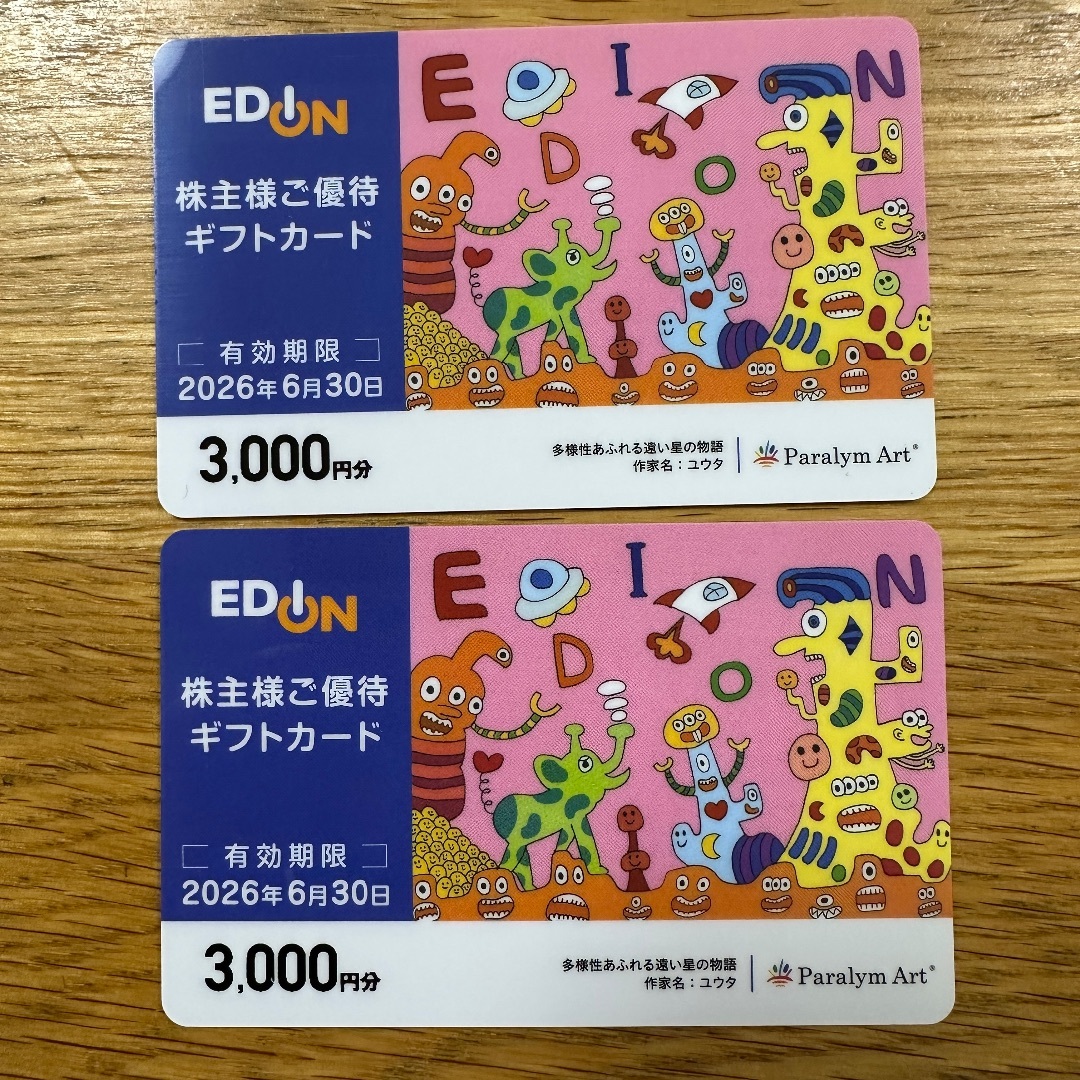 EDION
株主様ご優待
ギフトカード
有効期限
2026年6月30日
3,000円分
E D I O N
多様性あふれる遠い星の物語
作家名：ユウタ
Paralym Art®
EDION
株主様ご優待
ギフトカード
有効期限
2026年6月30日
3,000円分
E D I O N
多様性あふれる遠い星の物語
作家名：ユウタ
Paralym Art®